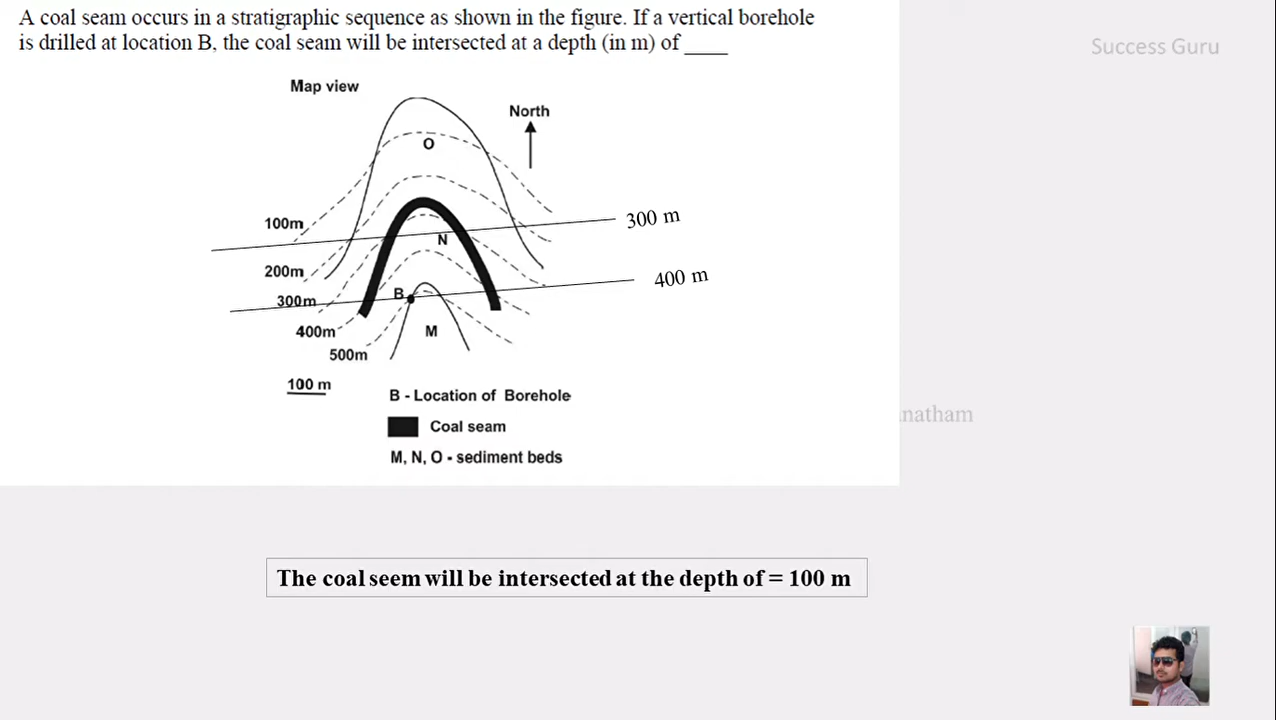 A coal seam occurs in a stratigraphic sequence as shown in the figure. If a vertical borehole
is drilled at location B, the coal seam will be intersected at a depth (in m) of ____
Success Guru
Map view
North
O
100m
300 m
N
200m
400 m
B
300m
400m
M
500m
100 m
B - Location of Borehole
Coal seam
natham
M, N, O - sediment beds
The coal seem will be intersected at the depth of = 100 m